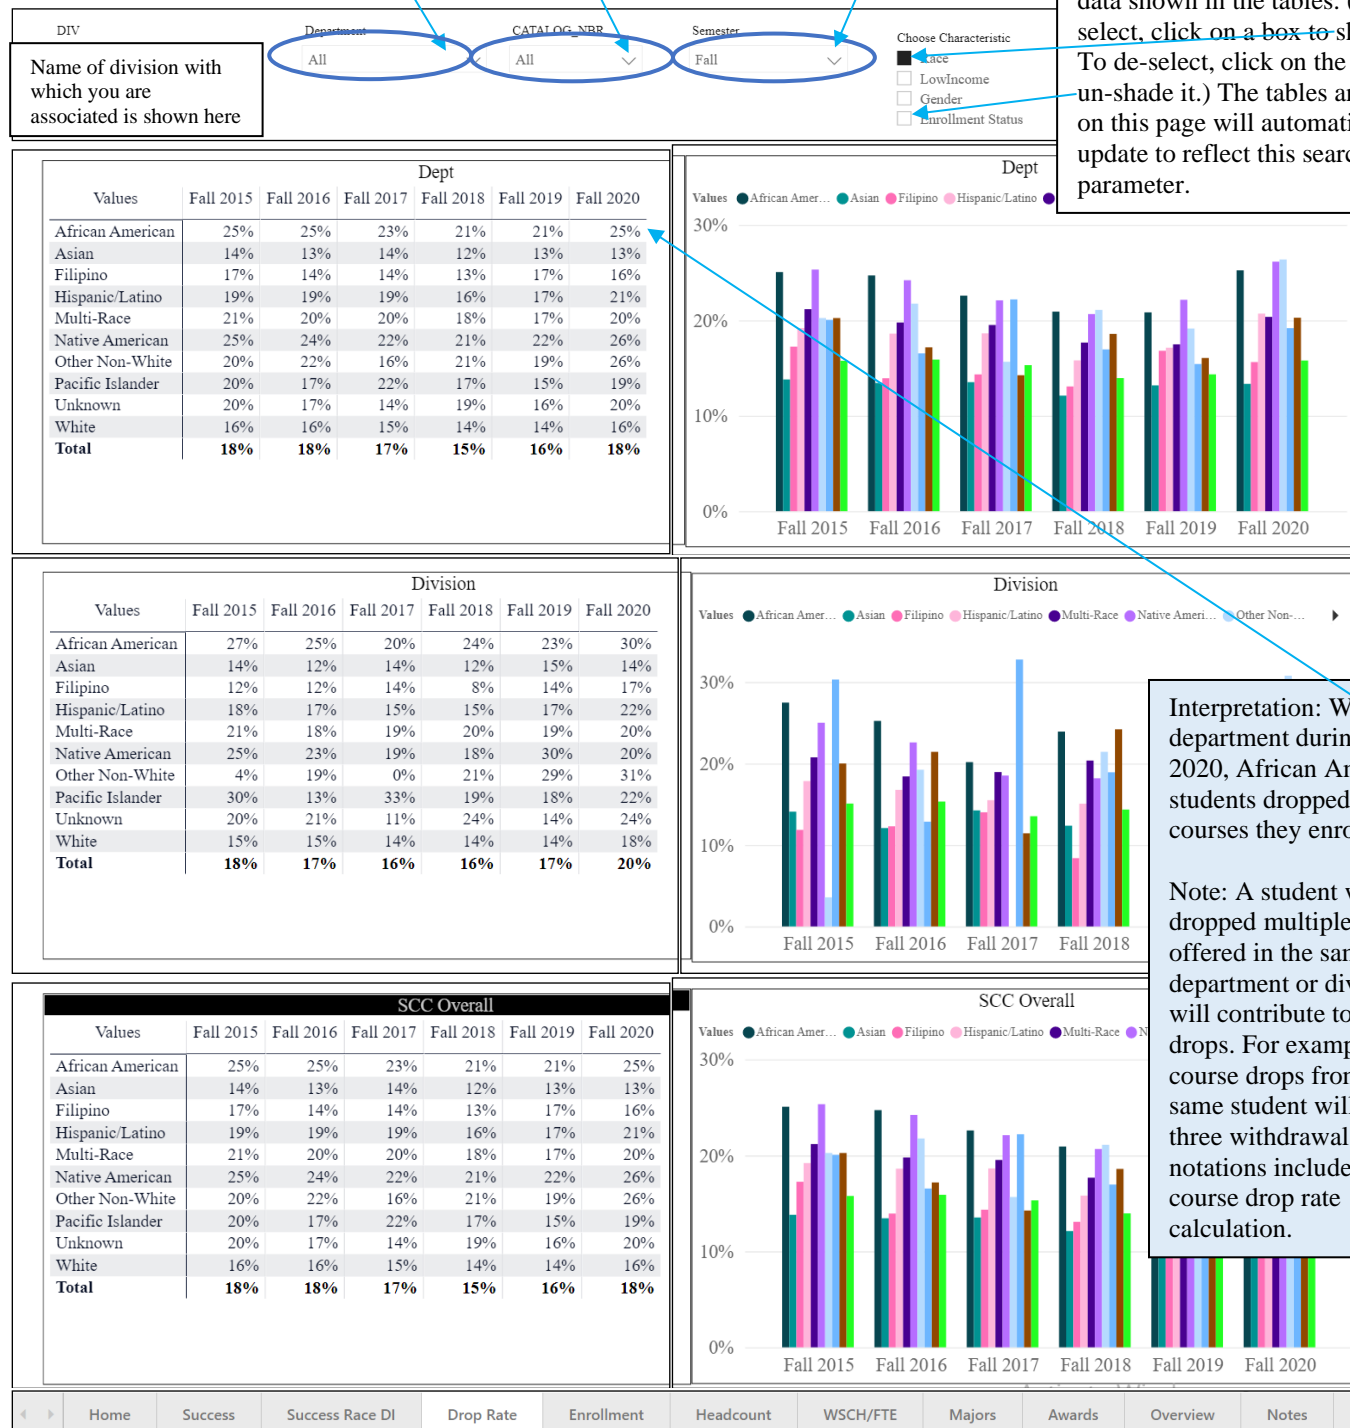 data shown in the tables. (
DIV
Department
CATALOG_NBR
Semester
Choose Characteristic
All
All
Fall
Race
LowIncome
Gender
Enrollment Status
Name of division with
which you are
associated is shown here
select, click on a box to
To de-select, click on the
un-shade it.) The tables
on this page will
update to reflect this
parameter.
Dept
Values Fall 2015 Fall 2016 Fall 2017 Fall 2018 Fall 2019 Fall 2020
African American 25% 25% 23% 21% 21% 25%
Asian 14% 13% 14% 12% 13% 13%
Filipino 17% 14% 14% 13% 17% 16%
Hispanic/Latino 19% 19% 19% 16% 17% 21%
Multi-Race 21% 20% 20% 18% 17% 20%
Native American 25% 24% 22% 21% 22% 26%
Other Non-White 20% 22% 16% 21% 19% 26%
Pacific Islander 20% 17% 22% 17% 15% 19%
Unknown 20% 17% 14% 19% 16% 20%
White 16% 16% 15% 14% 14% 16%
Total 18% 18% 17% 15% 16% 18%
Dept
Values African Amer... Asian Filipino Hispanic/Latino
30%
20%
10%
0%
Fall 2015 Fall 2016 Fall 2017 Fall 2018 Fall 2019 Fall 2020
Division
Values Fall 2015 Fall 2016 Fall 2017 Fall 2018 Fall 2019 Fall 2020
African American 27% 25% 20% 24% 23% 30%
Asian 14% 12% 14% 12% 15% 14%
Filipino 12% 12% 14% 8% 14% 17%
Hispanic/Latino 18% 17% 15% 15% 17% 22%
Multi-Race 21% 18% 19% 20% 19% 20%
Native American 25% 23% 19% 18% 30% 20%
Other Non-White 4% 19% 0% 21% 29% 31%
Pacific Islander 30% 13% 33% 19% 18% 22%
Unknown 20% 21% 11% 24% 14% 24%
White 15% 15% 14% 14% 14% 18%
Total 18% 17% 16% 16% 17% 20%
Division
Values African Amer... Asian Filipino Hispanic/Latino Multi-Race Native Ameri... Other Non-...
30%
20%
10%
0%
Fall 2015 Fall 2016 Fall 2017 Fall 2018
Interpretation:
department
2020, African
students dropped
courses they
Note: A student
dropped multiple
offered in the
department or
will contribute to
drops. For
course drops
same student
three withdrawal
notations
course drop rate
calculation.
SCC Overall
Values Fall 2015 Fall 2016 Fall 2017 Fall 2018 Fall 2019 Fall 2020
African American 25% 25% 23% 21% 21% 25%
Asian 14% 13% 14% 12% 13% 13%
Filipino 17% 14% 14% 13% 17% 16%
Hispanic/Latino 19% 19% 19% 16% 17% 21%
Multi-Race 21% 20% 20% 18% 17% 20%
Native American 25% 24% 22% 21% 22% 26%
Other Non-White 20% 22% 16% 21% 19% 26%
Pacific Islander 20% 17% 22% 17% 15% 19%
Unknown 20% 17% 14% 19% 16% 20%
White 16% 16% 15% 14% 14% 16%
Total 18% 18% 17% 15% 16% 18%
SCC Overall
Values African Amer... Asian Filipino Hispanic/Latino Multi-Race N
30%
20%
10%
0%
Fall 2015 Fall 2016 Fall 2017 Fall 2018 Fall 2019 Fall 2020
Home Success Success Race DI Drop Rate Enrollment Headcount WSCH/FTE Majors Awards Overview Notes